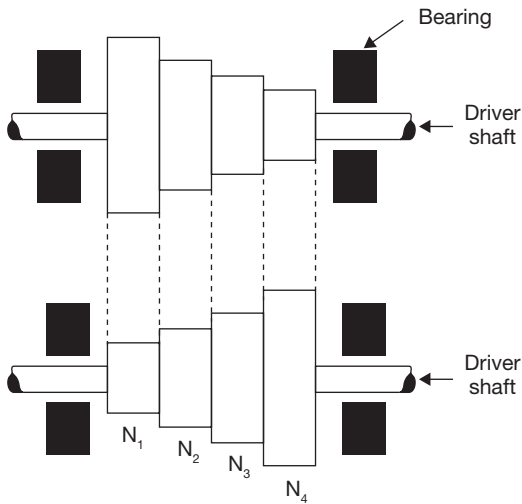 Bearing
Driver
shaft
Driver
shaft
N₁
N₂
N₃
N₄